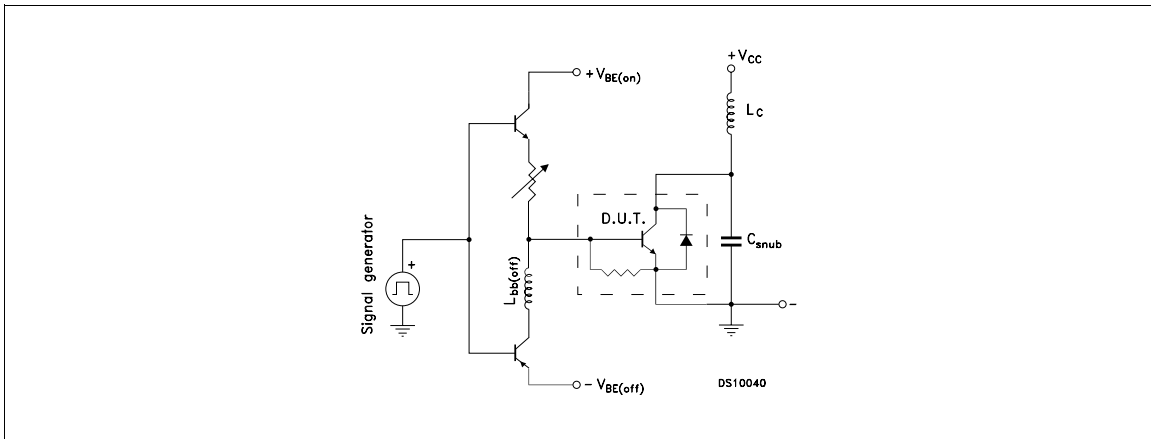 + VCC
+ VBE(on)
LC
D.U.T.
Signal generator
+
Lbb(off)
Csnub
-
- VBE(off)
DS10040